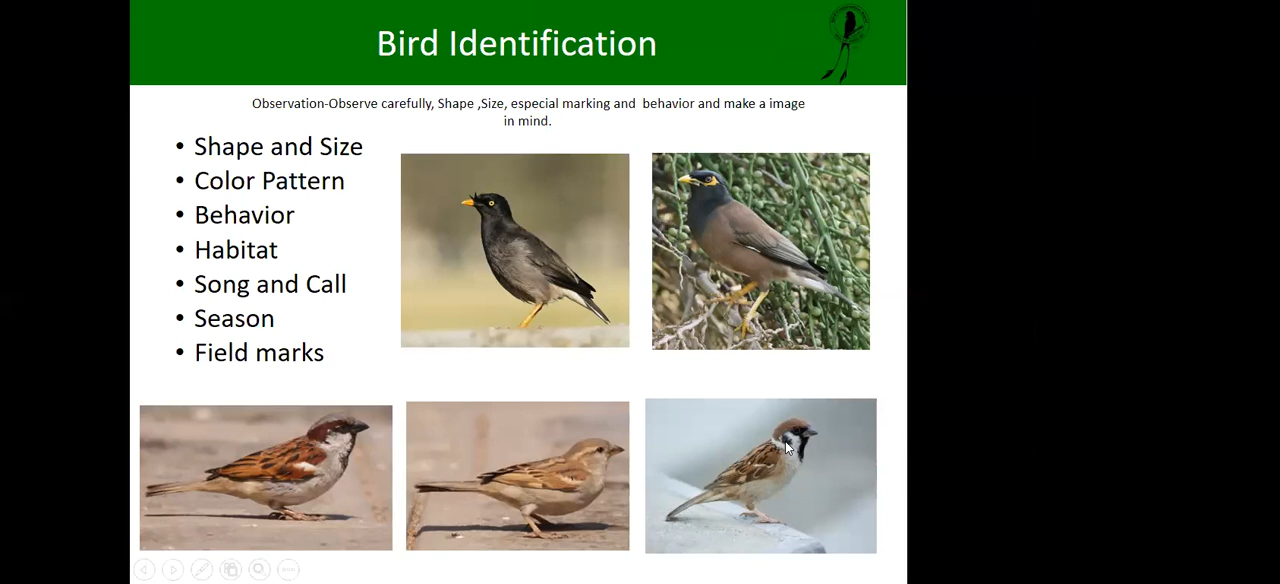 Bird Identification
Observation-Observe carefully, Shape ,Size, especial marking and behavior and make a image
in mind.
• Shape and Size
• Color Pattern
• Behavior
• Habitat
• Song and Call
• Season
• Field marks